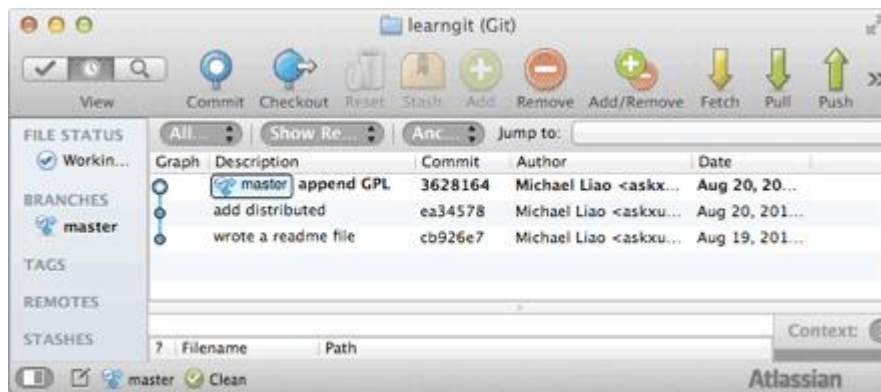 learngit (Git)
View Commit Checkout Reset Stash Add Remove Add/Remove Fetch Pull Push
FILE STATUS All... Show Re... Anc... Jump to:
Workin... Graph Description Commit Author Date
master append GPL 3628164 Michael Liao <askx... Aug 20, 20...
BRANCHES
add distributed ea34578 Michael Liao <askxu... Aug 20, 201...
master
wrote a readme file cb926e7 Michael Liao <askxu... Aug 19, 201...
TAGS
REMOTES
STASHES Context:
? Filename Path
master Clean Atlassian